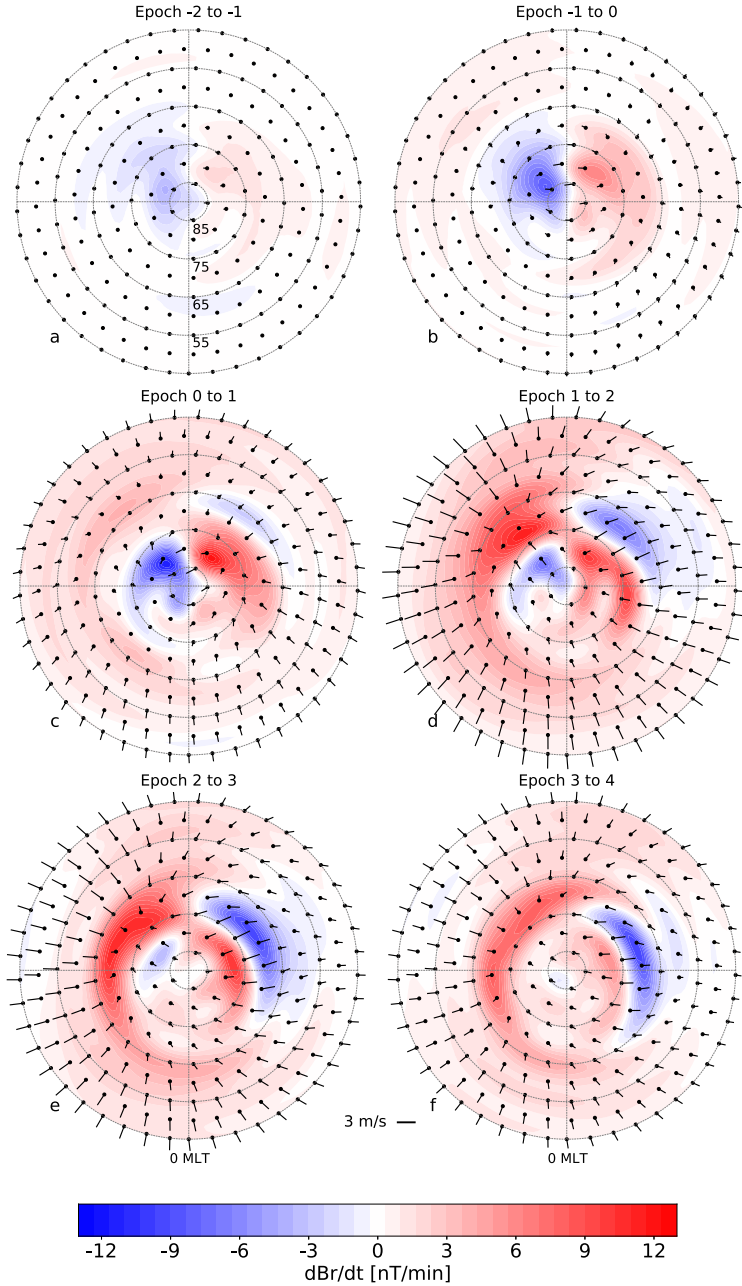 Epoch -2 to -1
Epoch -1 to 0
85
75
65
55
a
b
Epoch 0 to 1
Epoch 1 to 2
c
d
Epoch 2 to 3
Epoch 3 to 4
e
f
3 m/s
0 MLT
0 MLT
-12 -9 -6 -3 0 3 6 9 12
dBr/dt [nT/min]